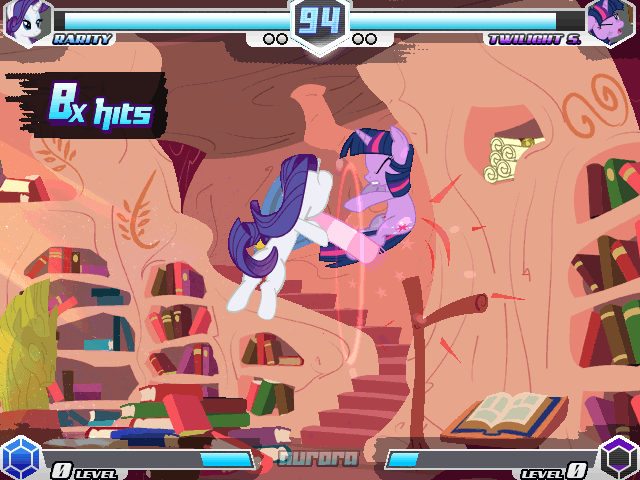 94
RARITY
TWILIGHT S.
8x hits
0 LEVEL
Aurora
LEVEL 0